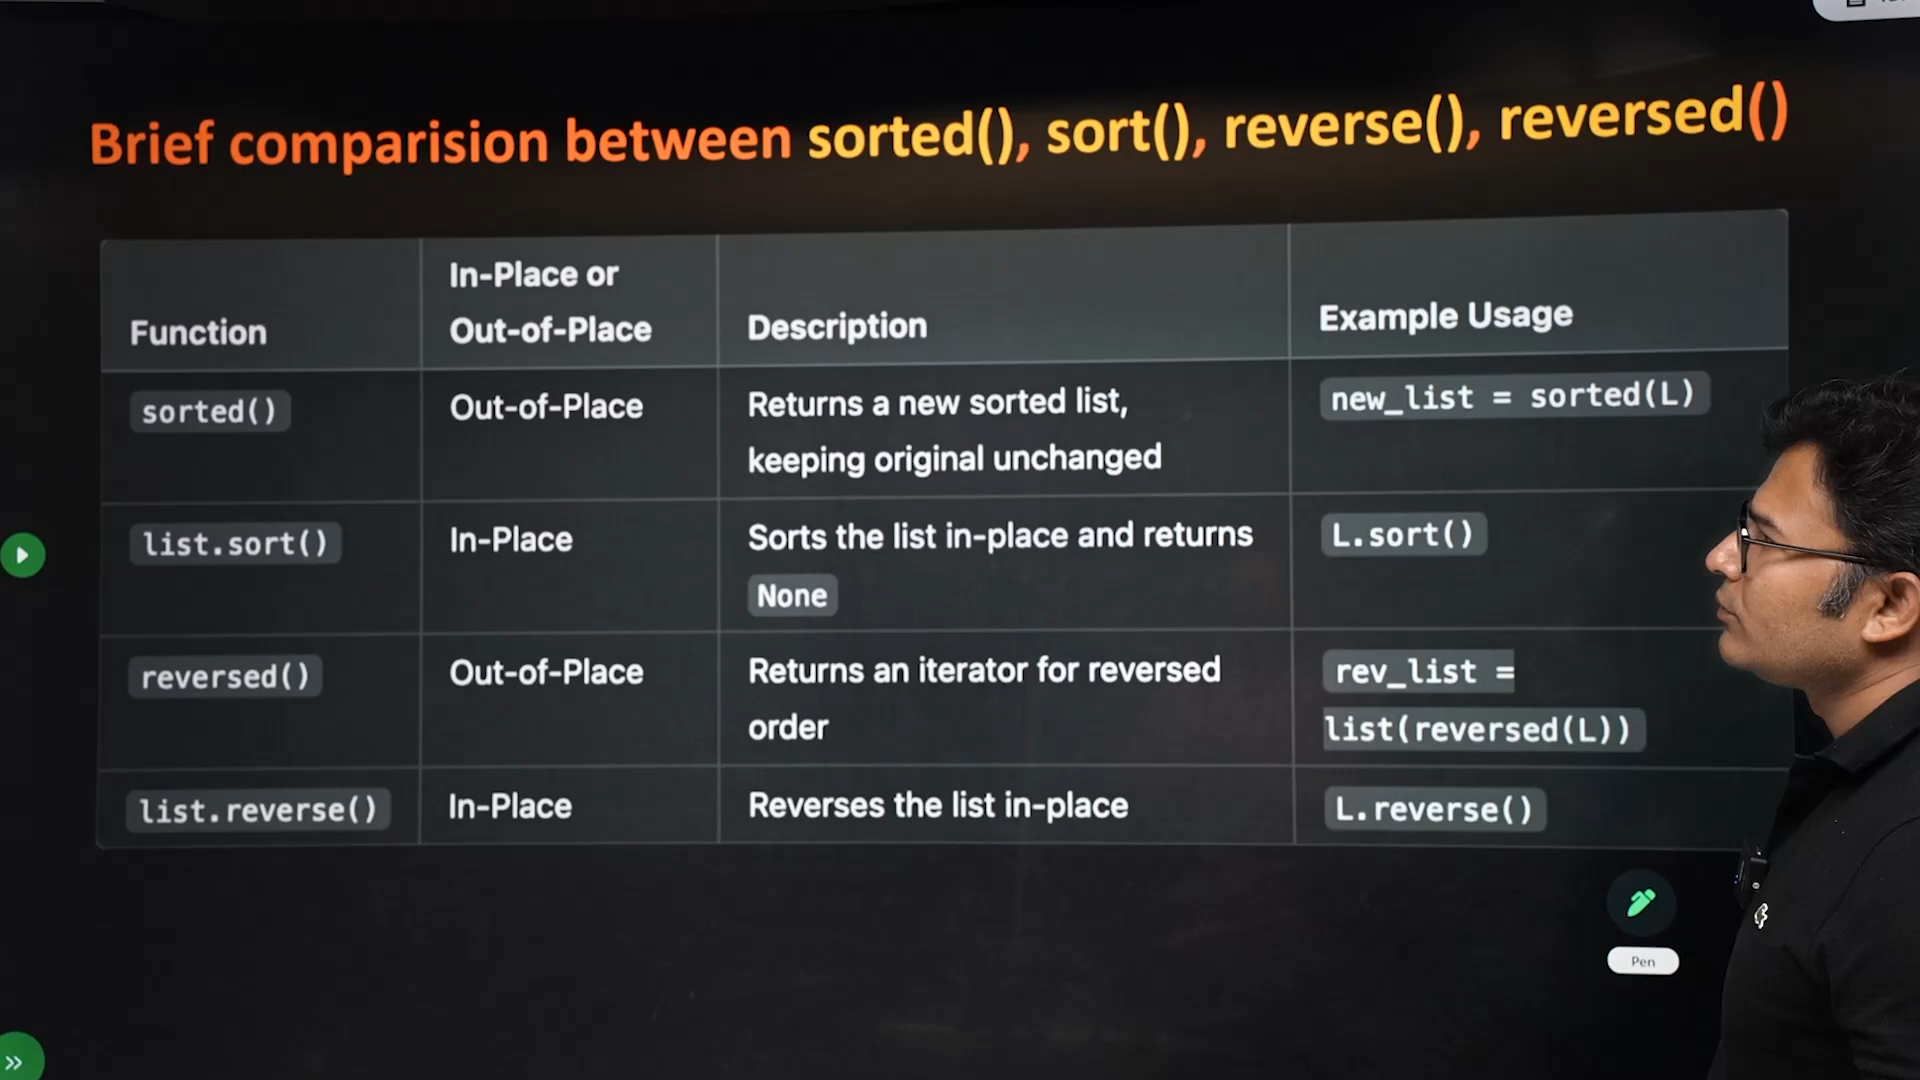 Brief comparision between sorted(), sort(), reverse(), reversed()
Function
In-Place or
Out-of-Place
Description
Example Usage
sorted()
Out-of-Place
Returns a new sorted list,
keeping original unchanged
new_list = sorted(L)
list.sort()
In-Place
Sorts the list in-place and returns
None
L.sort()
reversed()
Out-of-Place
Returns an iterator for reversed
order
rev_list =
list(reversed(L))
list.reverse()
In-Place
Reverses the list in-place
L.reverse()
Pen